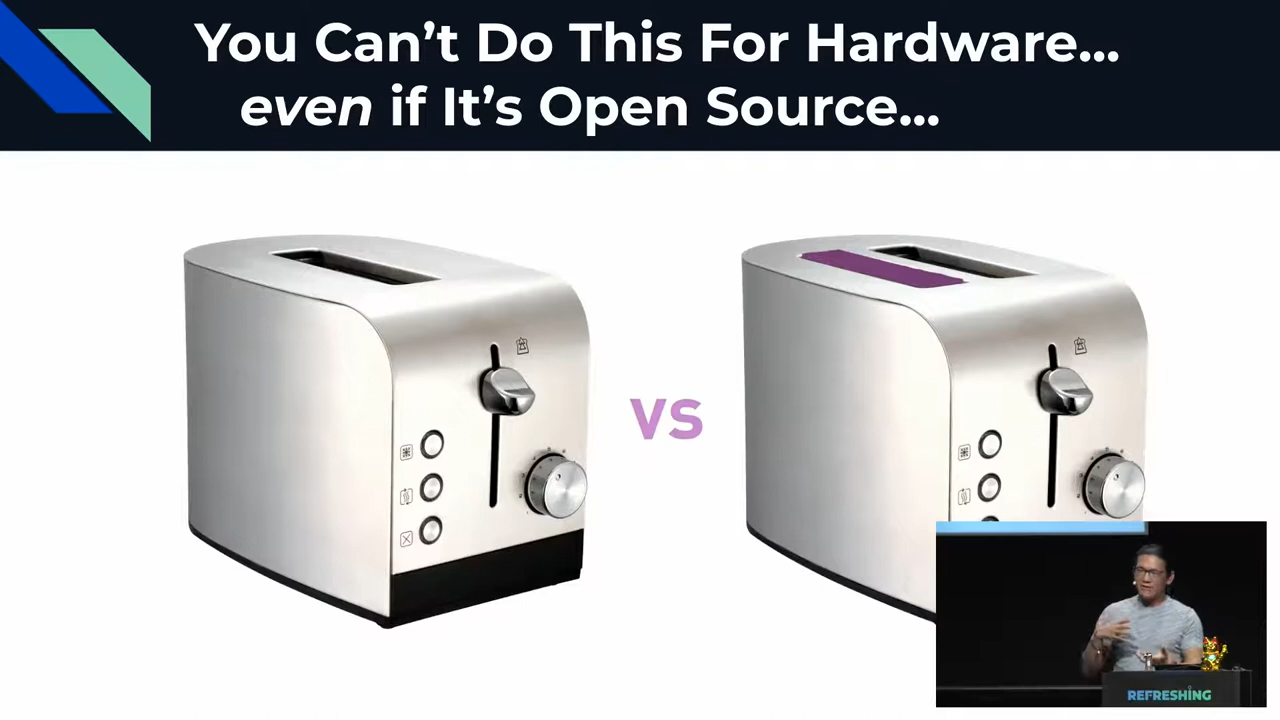 You Can't Do This For Hardware...
even if It's Open Source...
VS
REFRESHING